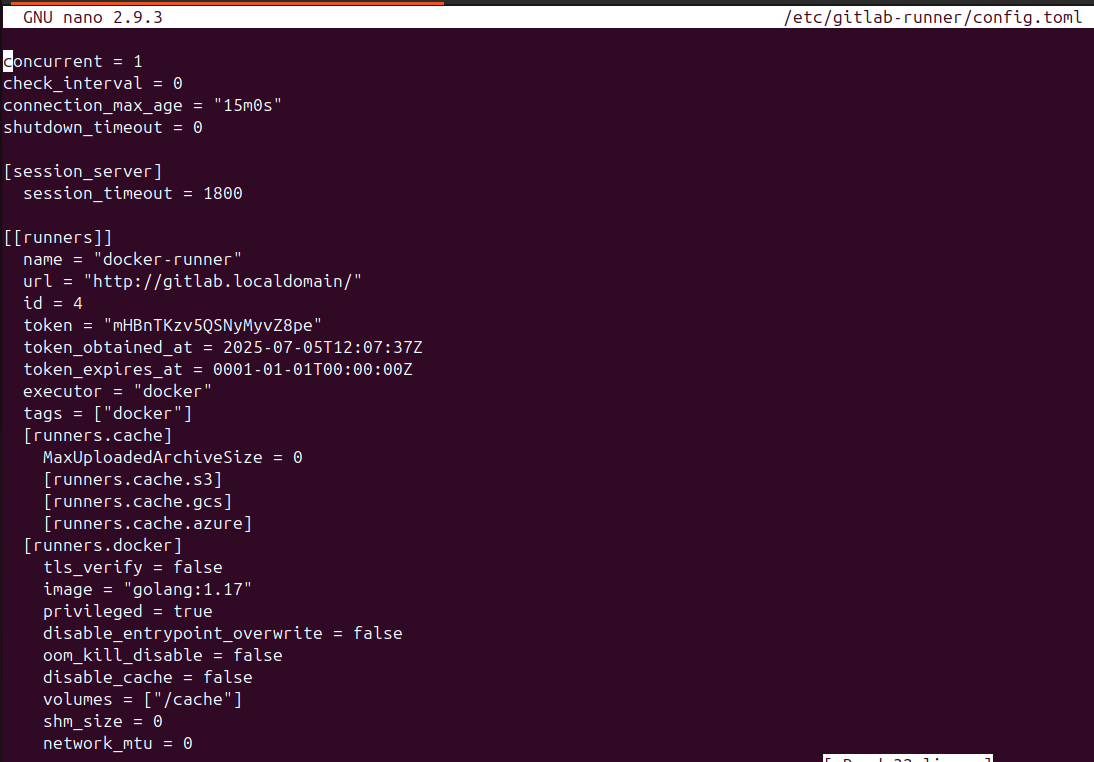 GNU nano 2.9.3 /etc/gitlab-runner/config.toml
concurrent = 1
check_interval = 0
connection_max_age = "15m0s"
shutdown_timeout = 0
[session_server]
session_timeout = 1800
[[runners]]
name = "docker-runner"
url = "http://gitlab.localdomain/"
id = 4
token = "mHBnTKzv5QSNyMyvZ8pe"
token_obtained_at = 2025-07-05T12:07:37Z
token_expires_at = 0001-01-01T00:00:00Z
executor = "docker"
tags = ["docker"]
[runners.cache]
MaxUploadedArchiveSize = 0
[runners.cache.s3]
[runners.cache.gcs]
[runners.cache.azure]
[runners.docker]
tls_verify = false
image = "golang:1.17"
privileged = true
disable_entrypoint_overwrite = false
oom_kill_disable = false
disable_cache = false
volumes = ["/cache"]
shm_size = 0
network_mtu = 0